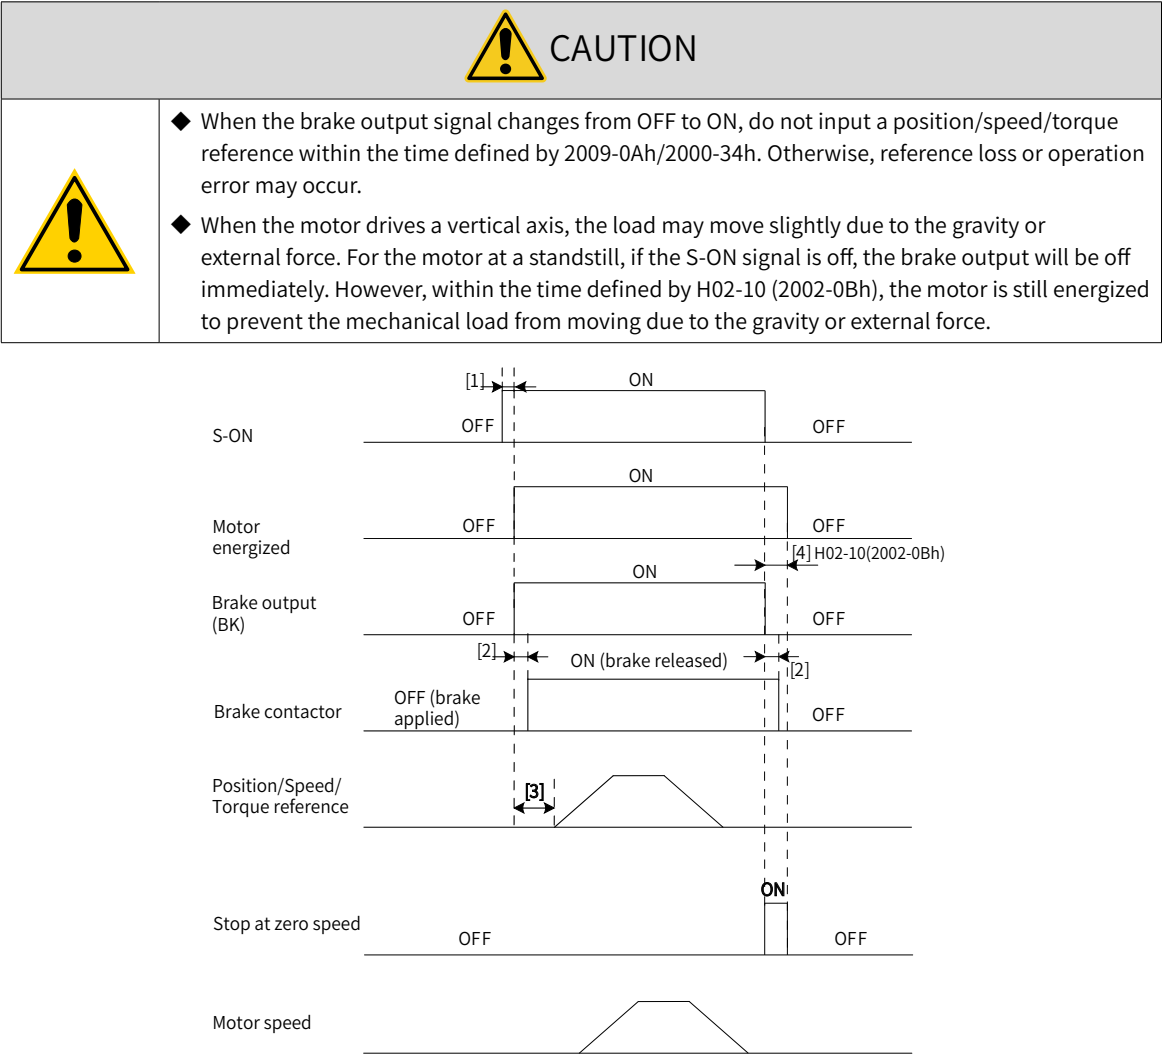 CAUTION
◆ When the brake output signal changes from OFF to ON, do not input a position/speed/torque
reference within the time defined by 2009-0Ah/2000-34h. Otherwise, reference loss or operation
error may occur.
◆ When the motor drives a vertical axis, the load may move slightly due to the gravity or
external force. For the motor at a standstill, if the S-ON signal is off, the brake output will be off
immediately. However, within the time defined by H02-10 (2002-0Bh), the motor is still energized
to prevent the mechanical load from moving due to the gravity or external force.
[1]
ON
S-ON
OFF
OFF
ON
Motor
energized
OFF
OFF
[4] H02-10(2002-0Bh)
ON
Brake output
(BK)
OFF
OFF
[2]
ON (brake released)
[2]
Brake contactor
OFF (brake
applied)
OFF
Position/Speed/
Torque reference
[3]
ON
Stop at zero speed
OFF
OFF
Motor speed